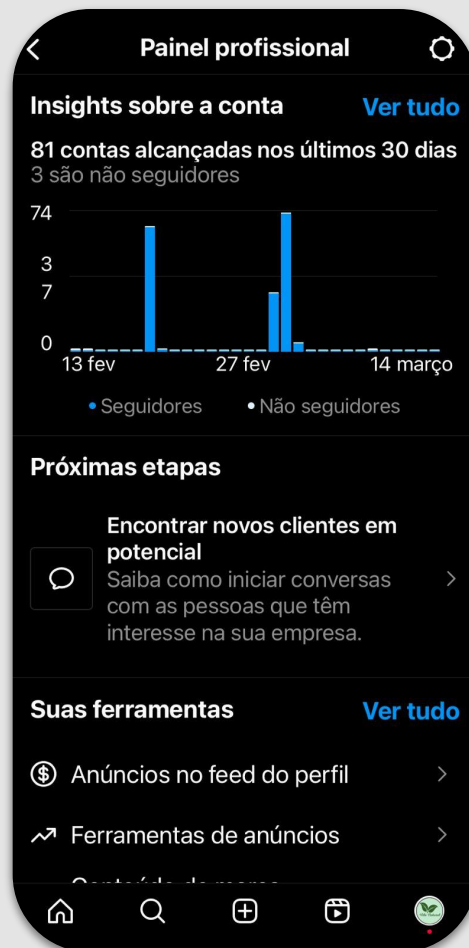 Painel profissional
Insights sobre a conta
Ver tudo
81 contas alcançadas nos últimos 30 dias
3 são não seguidores
74
3
7
0
13 fev
27 fev
14 março
Seguidores
Não seguidores
Próximas etapas
Encontrar novos clientes em
potencial
Saiba como iniciar conversas
com as pessoas que têm
interesse na sua empresa.
Suas ferramentas
Ver tudo
Anúncios no feed do perfil
Ferramentas de anúncios